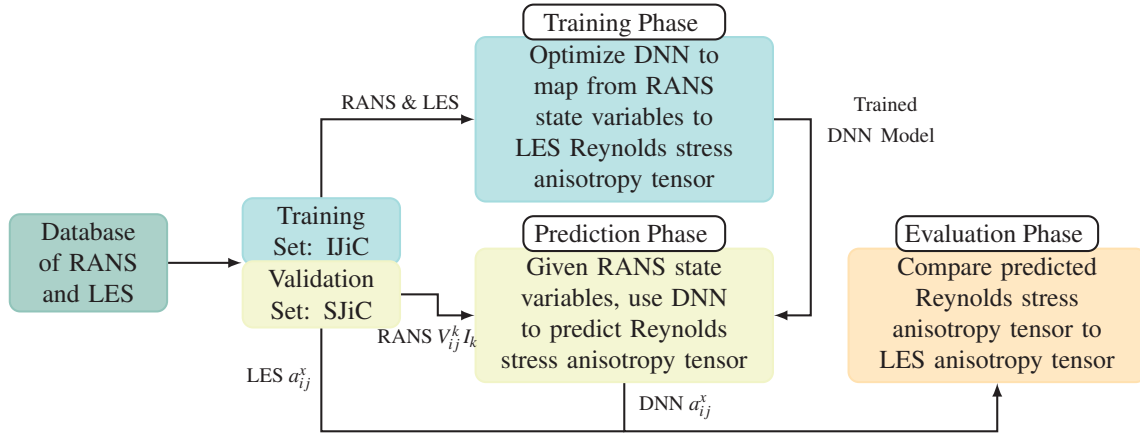 Training Phase
Optimize DNN to
map from RANS
state variables to
LES Reynolds stress
anisotropy tensor
RANS & LES
Trained
DNN Model
Database
of RANS
and LES
Training
Set: IJiC
Validation
Set: SJiC
RANS $V_{ij}^{k} I_k$
LES $a_{ij}^{x}$
Prediction Phase
Given RANS state
variables, use DNN
to predict Reynolds
stress anisotropy tensor
DNN $a_{ij}^{x}$
Evaluation Phase
Compare predicted
Reynolds stress
anisotropy tensor to
LES anisotropy tensor